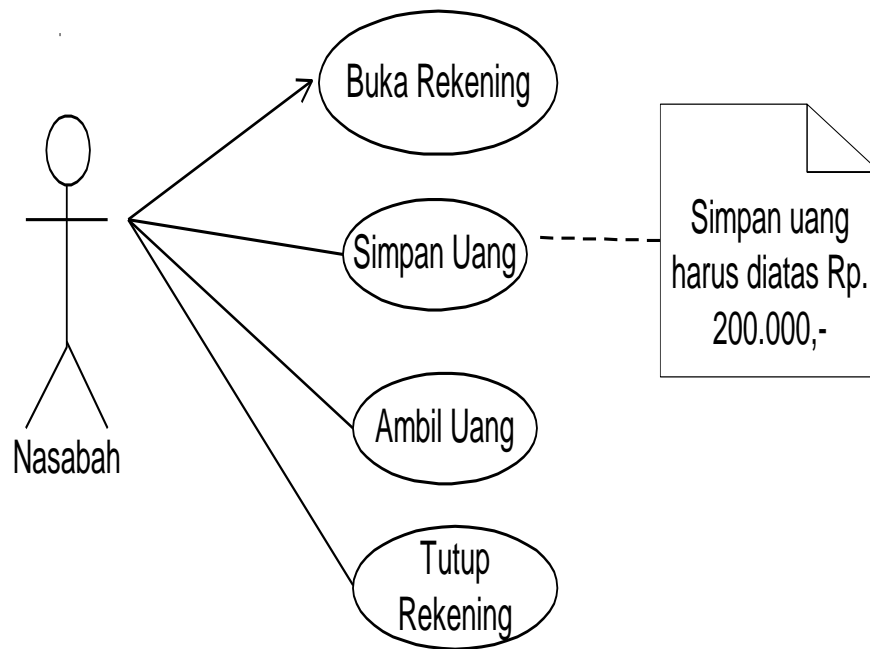 Buka Rekening
Simpan Uang
Simpan uang
harus diatas Rp.
200.000,-
Ambil Uang
Nasabah
Tutup
Rekening